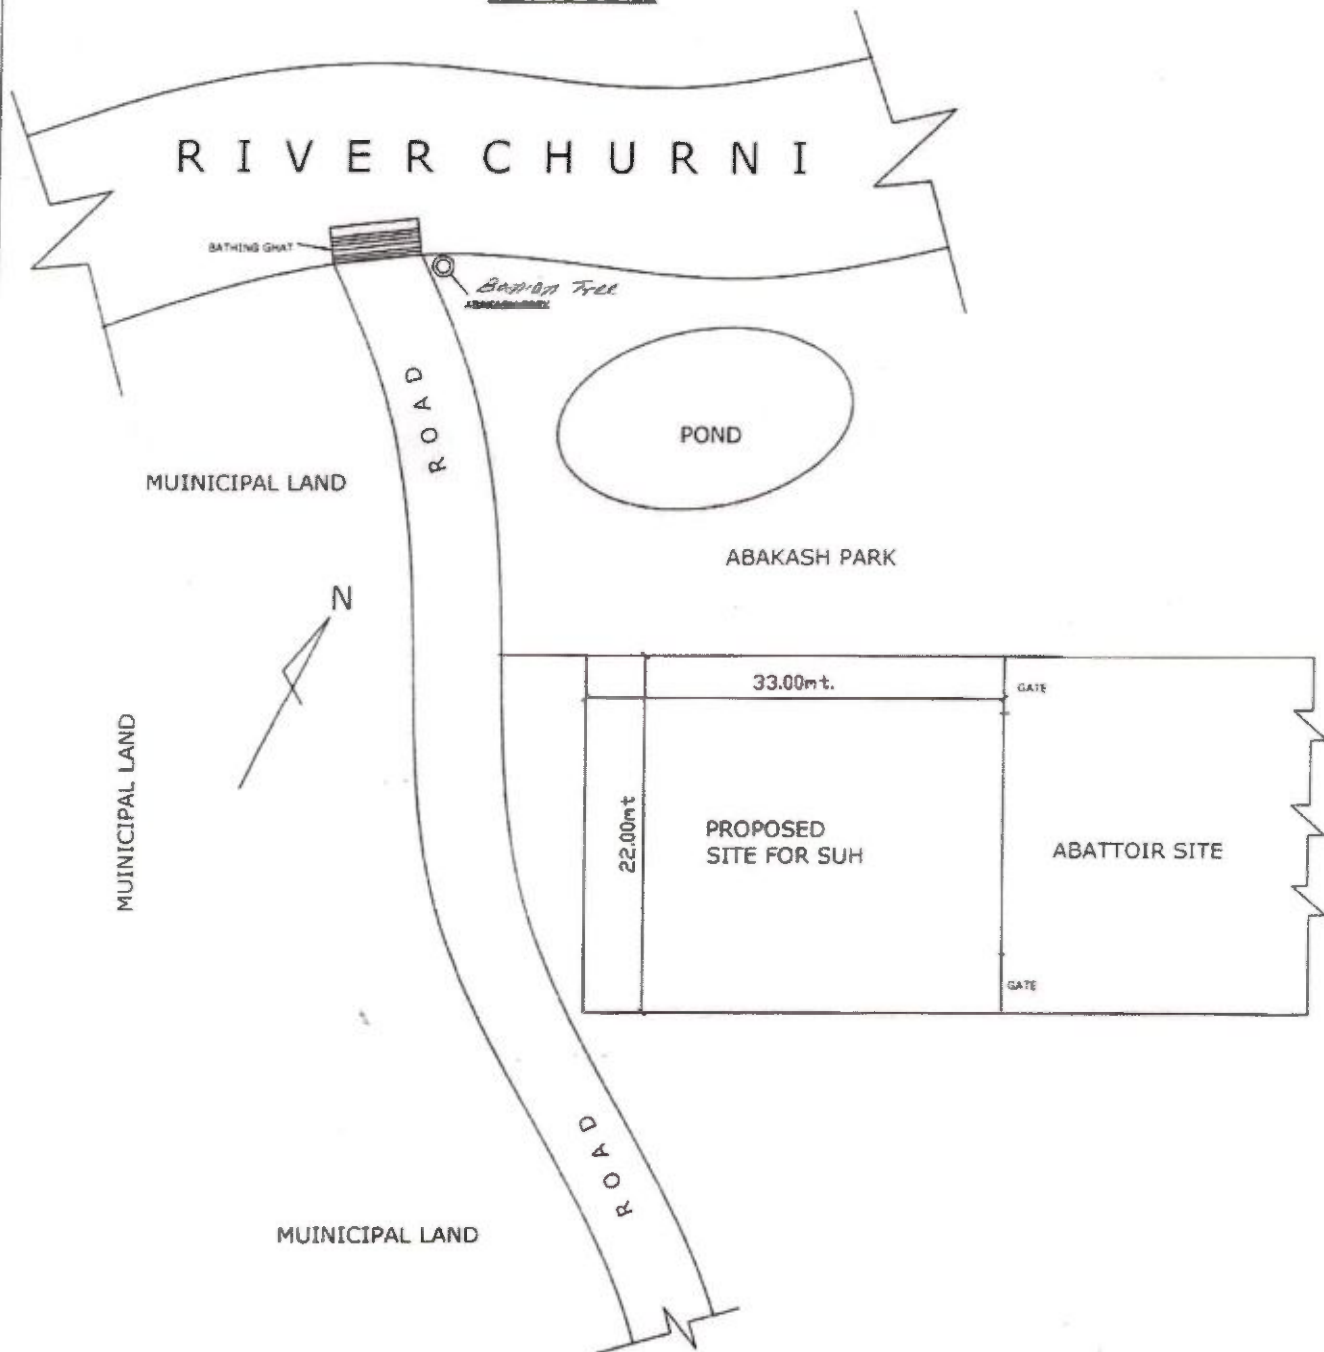 RIVER CHURNI
BATHING GHAT
Banian Tree
ROAD
POND
MUINICIPAL LAND
ABAKASH PARK
N
33.00mt.
GATE
MUINICIPAL LAND
22.00mt
PROPOSED
SITE FOR SUH
ABATTOIR SITE
GATE
ROAD
MUINICIPAL LAND